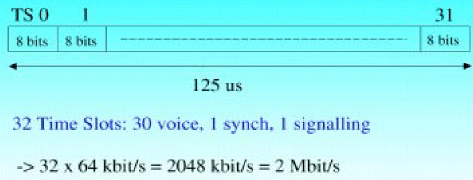 TS 0 1 31
8 bits 8 bits 8 bits
125 us
32 Time Slots: 30 voice, 1 synch, 1 signalling
-> 32 x 64 kbit/s = 2048 kbit/s = 2 Mbit/s